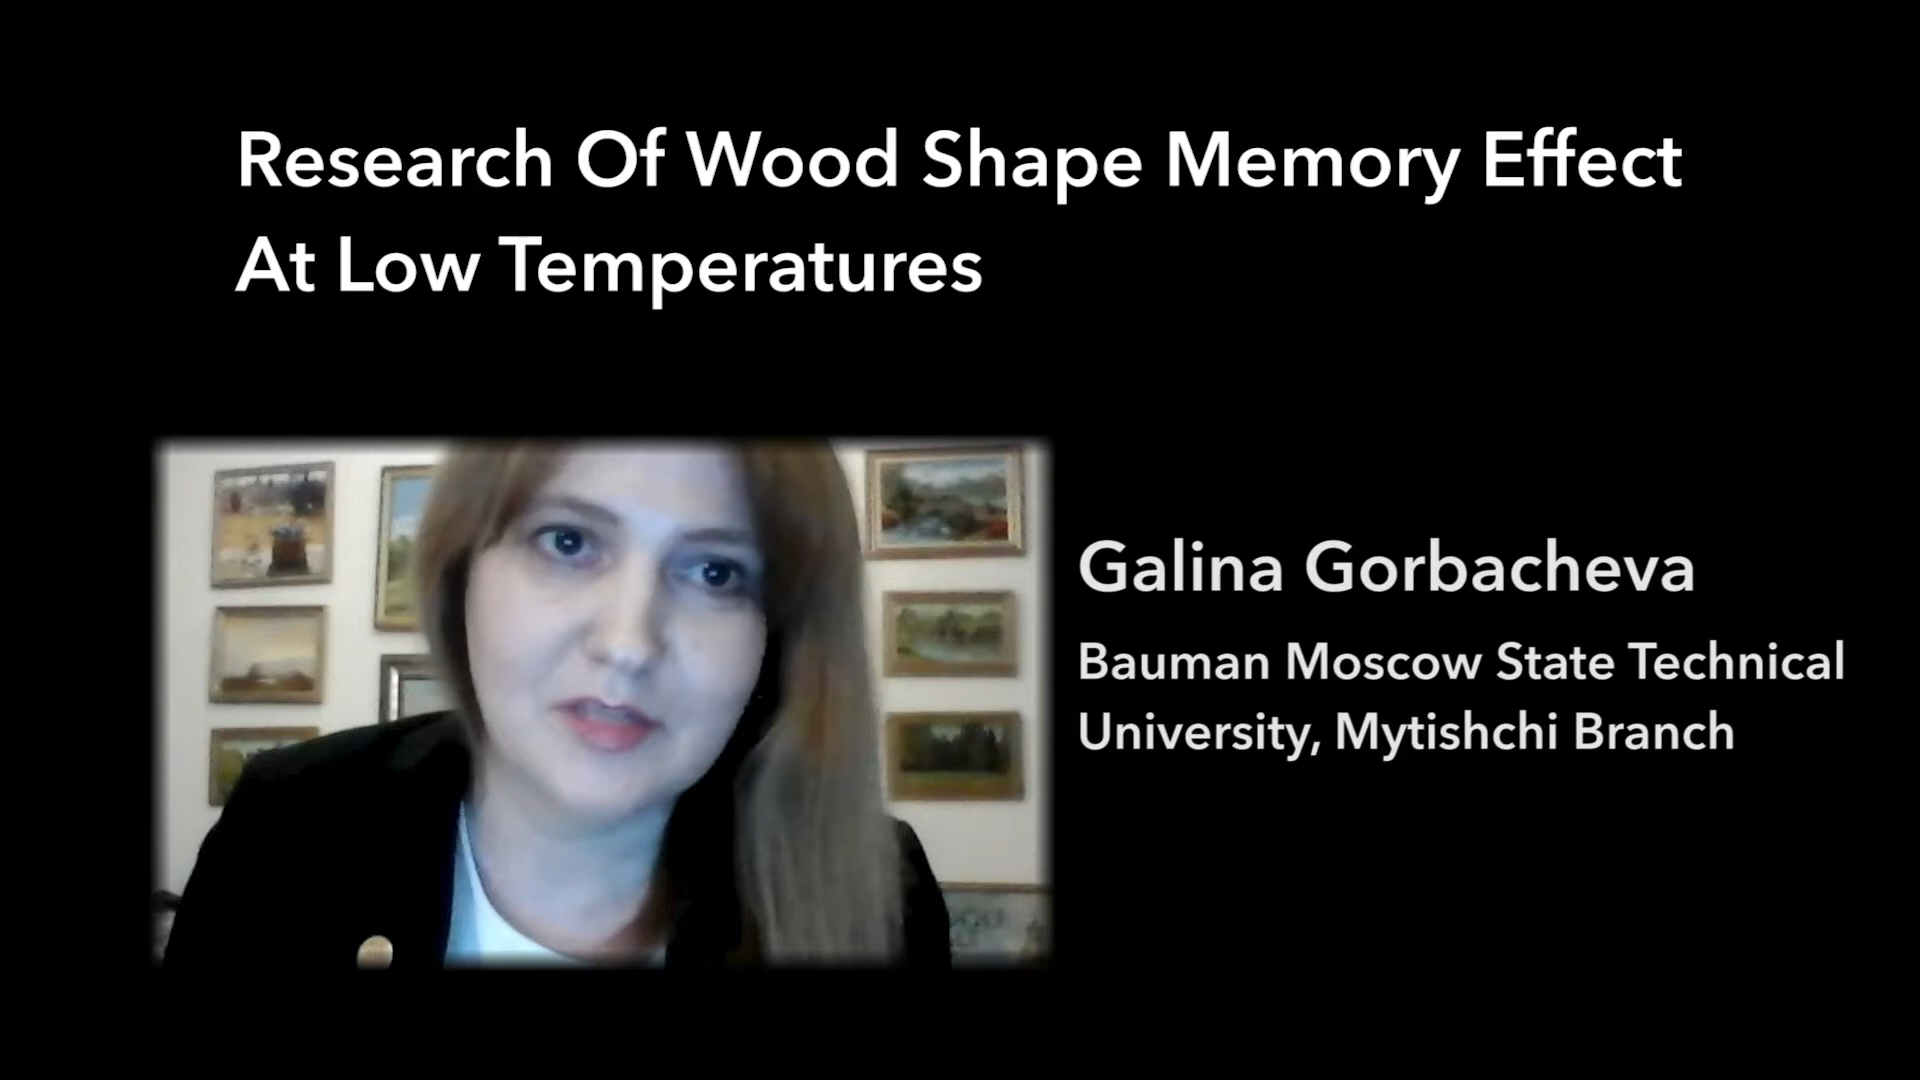 Research Of Wood Shape Memory Effect
At Low Temperatures
Galina Gorbacheva
Bauman Moscow State Technical
University, Mytishchi Branch